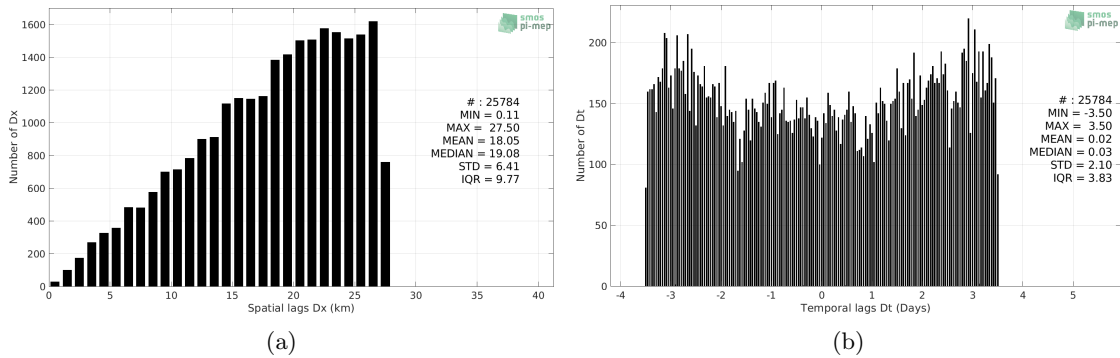 smos
pi-mep
1600
1400
1200
1000
800
600
400
200
0
Number of Dx
# : 25784
MIN = 0.11
MAX = 27.50
MEAN = 18.05
MEDIAN = 19.08
STD = 6.41
IQR = 9.77
0 5 10 15 20 25 30 35 40
Spatial lags Dx (km)
(a)
smos
pi-mep
200
150
100
50
0
Number of Dt
# : 25784
MIN = -3.50
MAX = 3.50
MEAN = 0.02
MEDIAN = 0.03
STD = 2.10
IQR = 3.83
-4 -3 -2 -1 0 1 2 3 4 5
Temporal lags Dt (Days)
(b)